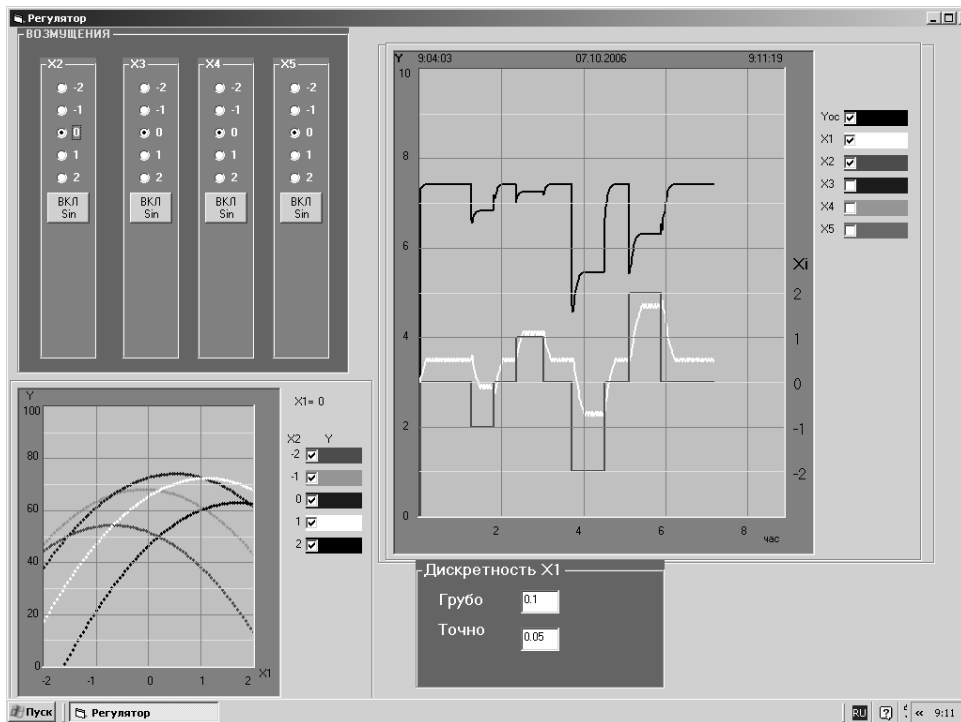 Регулятор
ВОЗМУЩЕНИЯ
X2
-2
-1
0
1
2
ВКЛ
Sin
X3
-2
-1
0
1
2
ВКЛ
Sin
X4
-2
-1
0
1
2
ВКЛ
Sin
X5
-2
-1
0
1
2
ВКЛ
Sin
Y 9:04:03 07.10.2006 9:11:19
10
8
6
4
2
0
2 4 6 8
час
Xi
2
1
0
-1
-2
Yoc
X1
X2
X3
X4
X5
Y
100
80
60
40
20
0
-2 -1 0 1 2 X1
X1= 0
X2 Y
-2
-1
0
1
2
Дискретность X1
Грубо 0.1
Точно 0.05
Пуск Регулятор RU ? « 9:11